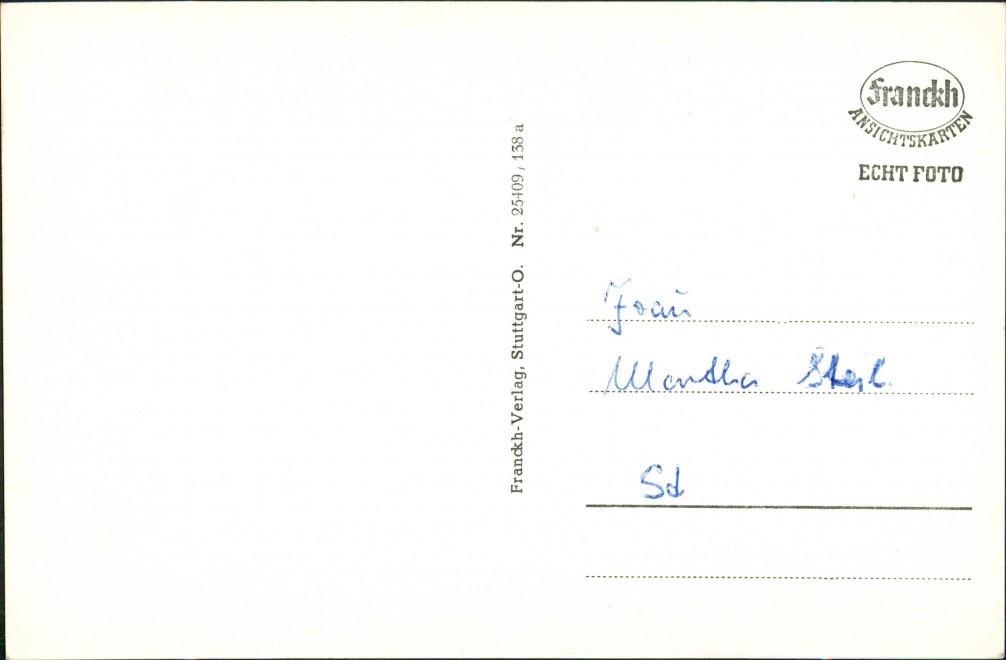 Franckh
ANSICHTSKARTEN
ECHT FOTO
Franckh-Verlag, Stuttgart-O. Nr. 25409 / 138 a
Frau
Martha